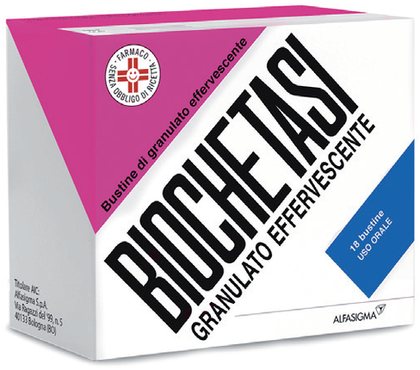 FARMACO
SENZA OBBLIGO DI RICETTA
Bustine di granulato effervescente
BIOCHETASI
GRANULATO EFFERVESCENTE
18 bustine
USO ORALE
Titolare AIC:
Alfasigma S.p.A.
Via Ragazzi del '99, n. 5
40133 Bologna (BO)
ALFASIGMA